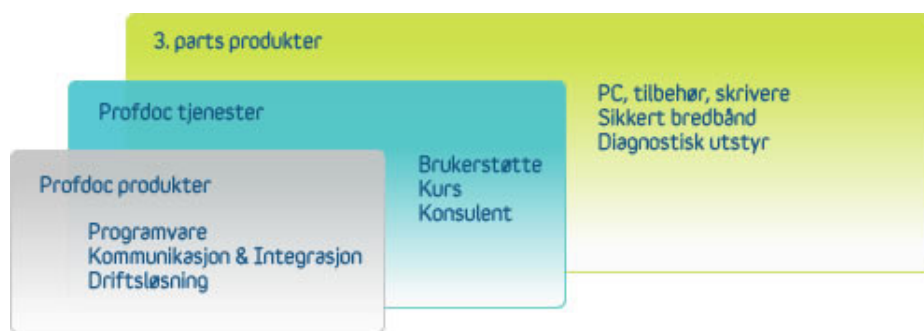 3. parts produkter
PC, tilbehør, skrivere
Sikkert bredbånd
Diagnostisk utstyr
Profdoc tjenester
Brukerstøtte
Kurs
Konsulent
Profdoc produkter
Programvare
Kommunikasjon & Integrasjon
Driftsløsning